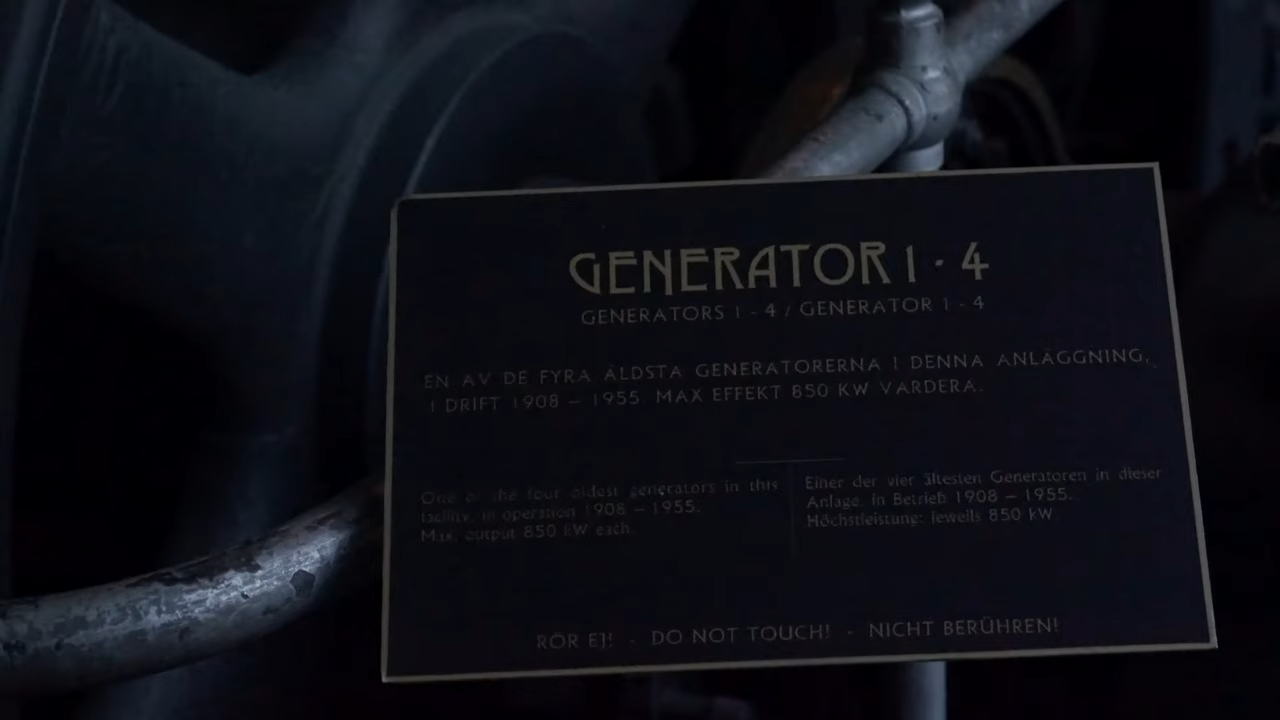 GENERATOR 1 - 4
GENERATORS 1 - 4 / GENERATOR 1 - 4
EN AV DE FYRA ÄLDSTA GENERATORERNA I DENNA ANLÄGGNING,
I DRIFT 1908 – 1955. MAX EFFEKT 850 KW VARDERA.
One of the four oldest generators in this
facility, in operation 1908 – 1955.
Max. output 850 kW each.
Einer der vier ältesten Generatoren in dieser
Anlage, in Betrieb 1908 – 1955.
Höchstleistung: jeweils 850 kW.
RÖR EJ! - DO NOT TOUCH! - NICHT BERÜHREN!